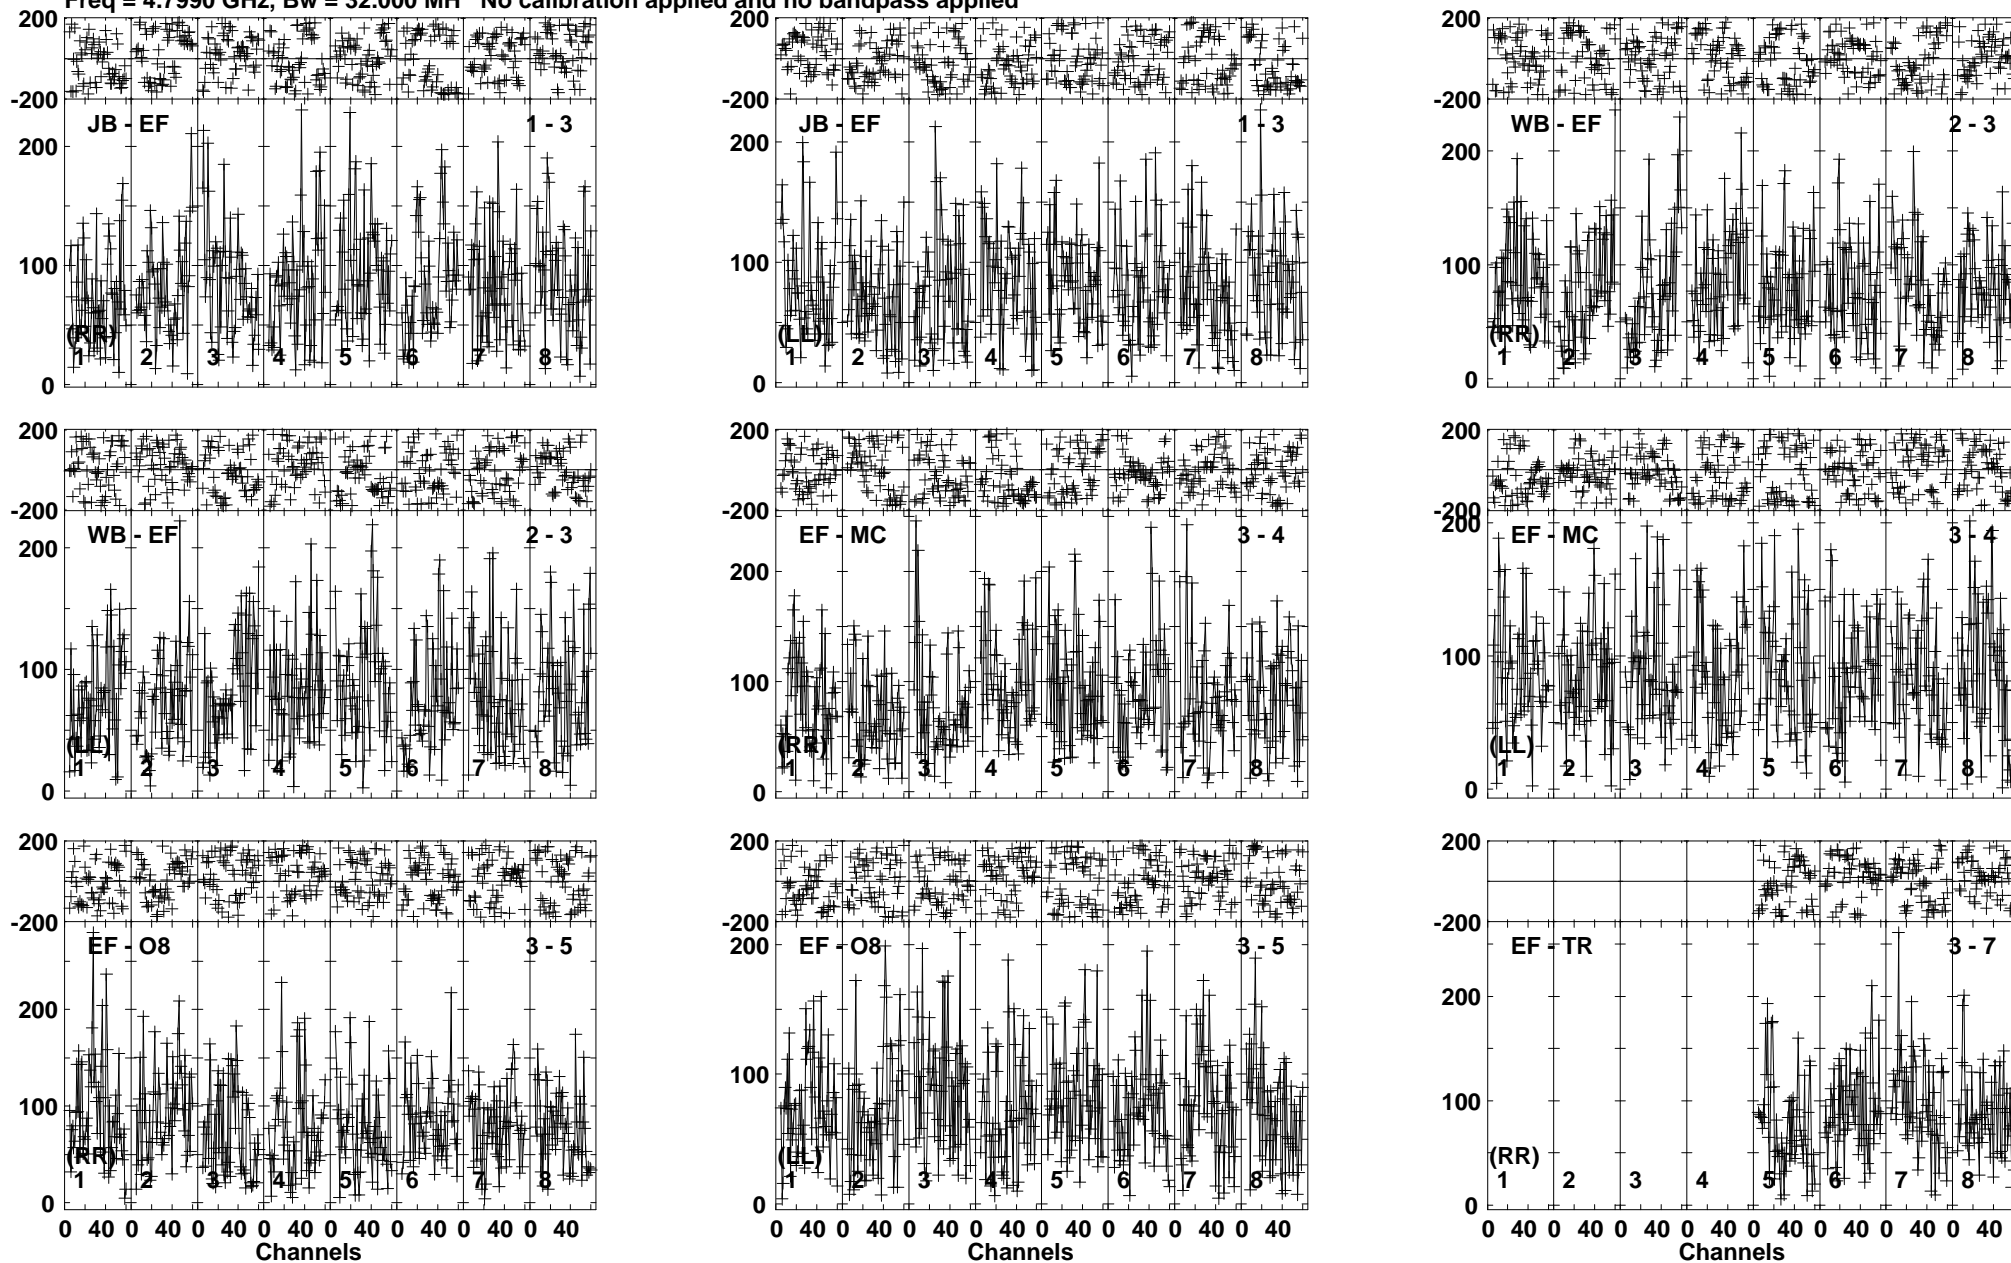 Freq = 4.7990 GHz, Bw = 32.000 MH No calibration applied and no bandpass applied
200 200 200
-200 -200 -200
JB - EF 1 - 3 JB - EF 1 - 3 WB - EF 2 - 3
200 200 200
100 100 100
(RR) (LL) (RR)
1 2 3 4 5 6 7 8 1 2 3 4 5 6 7 8 1 2 3 4 5 6 7 8
0 0 0
200 200 200
-200 -200 -200
WB - EF 2 - 3 EF - MC 3 - 4 EF - MC 3 - 4
200 200 200
100 100 100
(LL) (RR) (LL)
1 2 3 4 5 6 7 8 1 2 3 4 5 6 7 8 1 2 3 4 5 6 7 8
0 0 0
200 200 200
-200 -200 -200
EF - O8 3 - 5 EF - O8 3 - 5 EF - TR 3 - 7
200 200 200
100 100 100
(RR) (LL) (RR)
1 2 3 4 5 6 7 8 1 2 3 4 5 6 7 8 1 2 3 4 5 6 7 8
0 0 0
0 40 0 40 0 40 0 40 0 40 0 40 0 40 0 40 0 40 0 40 0 40 0 40 0 40 0 40 0 40 0 40 0 40 0 40 0 40 0 40 0 40 0 40 0 40 0 40
Channels Channels Channels